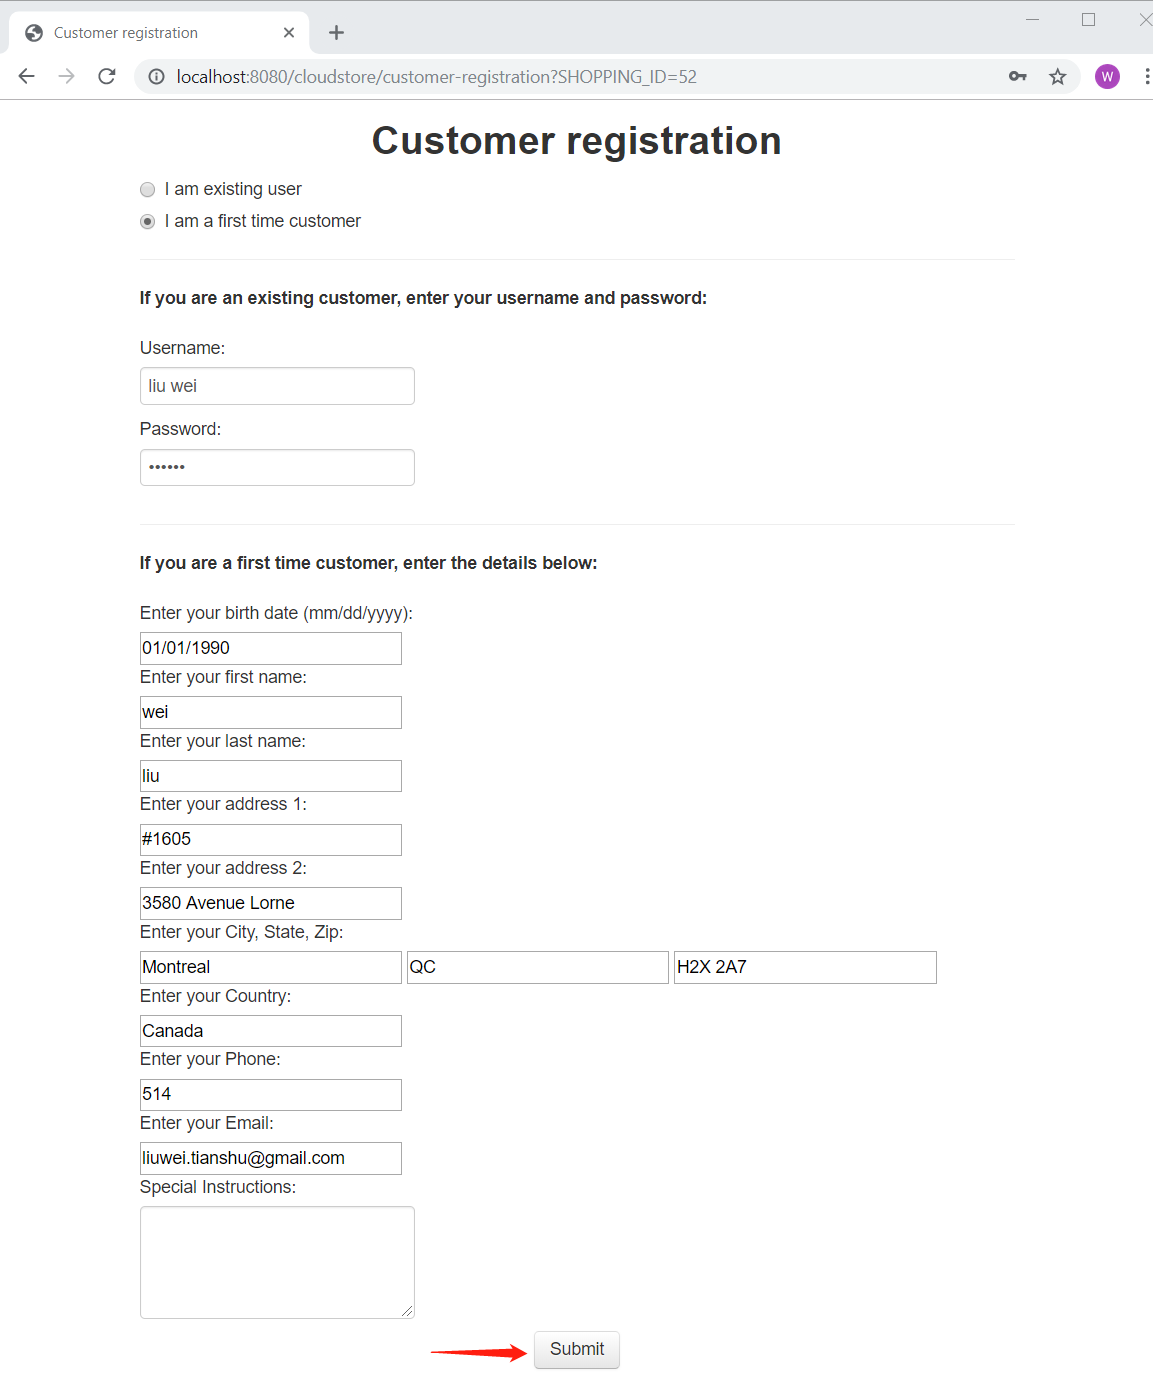 Customer registration
localhost:8080/cloudstore/customer-registration?SHOPPING_ID=52
W
Customer registration
I am existing user
I am a first time customer
If you are an existing customer, enter your username and password:
Username:
liu wei
Password:
••••••
If you are a first time customer, enter the details below:
Enter your birth date (mm/dd/yyyy):
01/01/1990
Enter your first name:
wei
Enter your last name:
liu
Enter your address 1:
#1605
Enter your address 2:
3580 Avenue Lorne
Enter your City, State, Zip:
Montreal QC H2X 2A7
Enter your Country:
Canada
Enter your Phone:
514
Enter your Email:
liuwei.tianshu@gmail.com
Special Instructions:
Submit